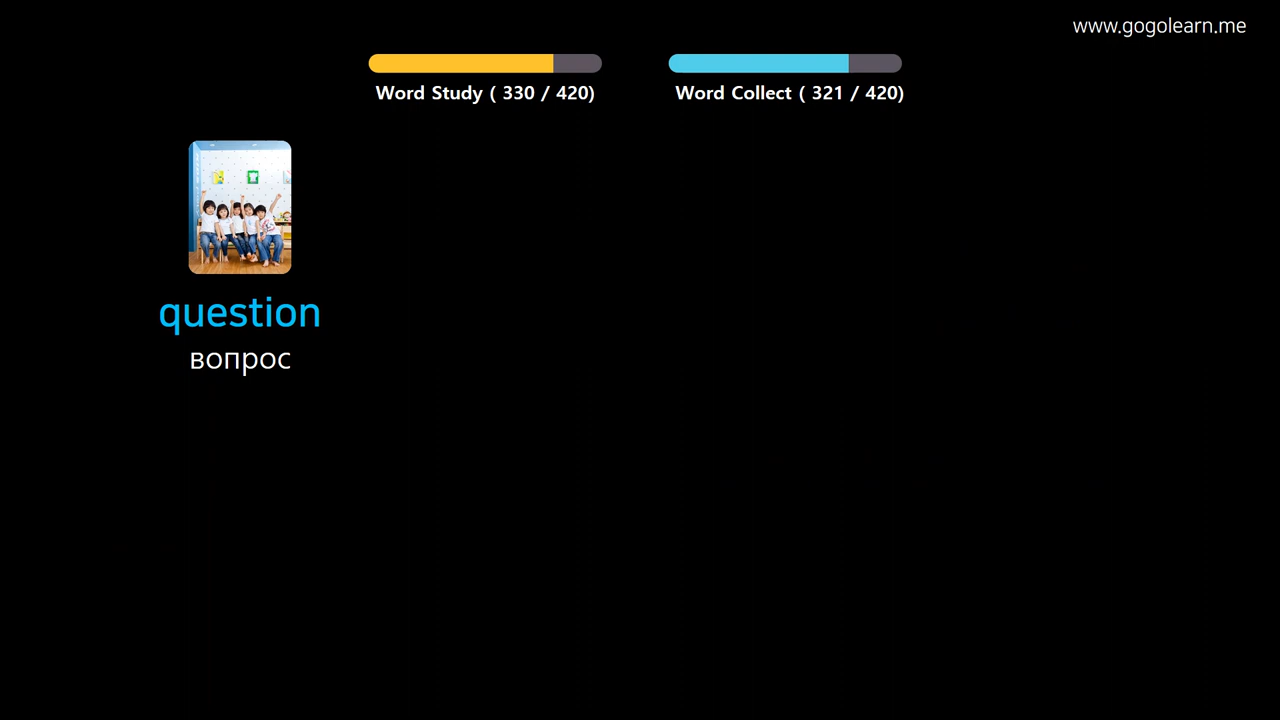 www.gogolearn.me
Word Study ( 330 / 420)
Word Collect ( 321 / 420)
question
вопрос